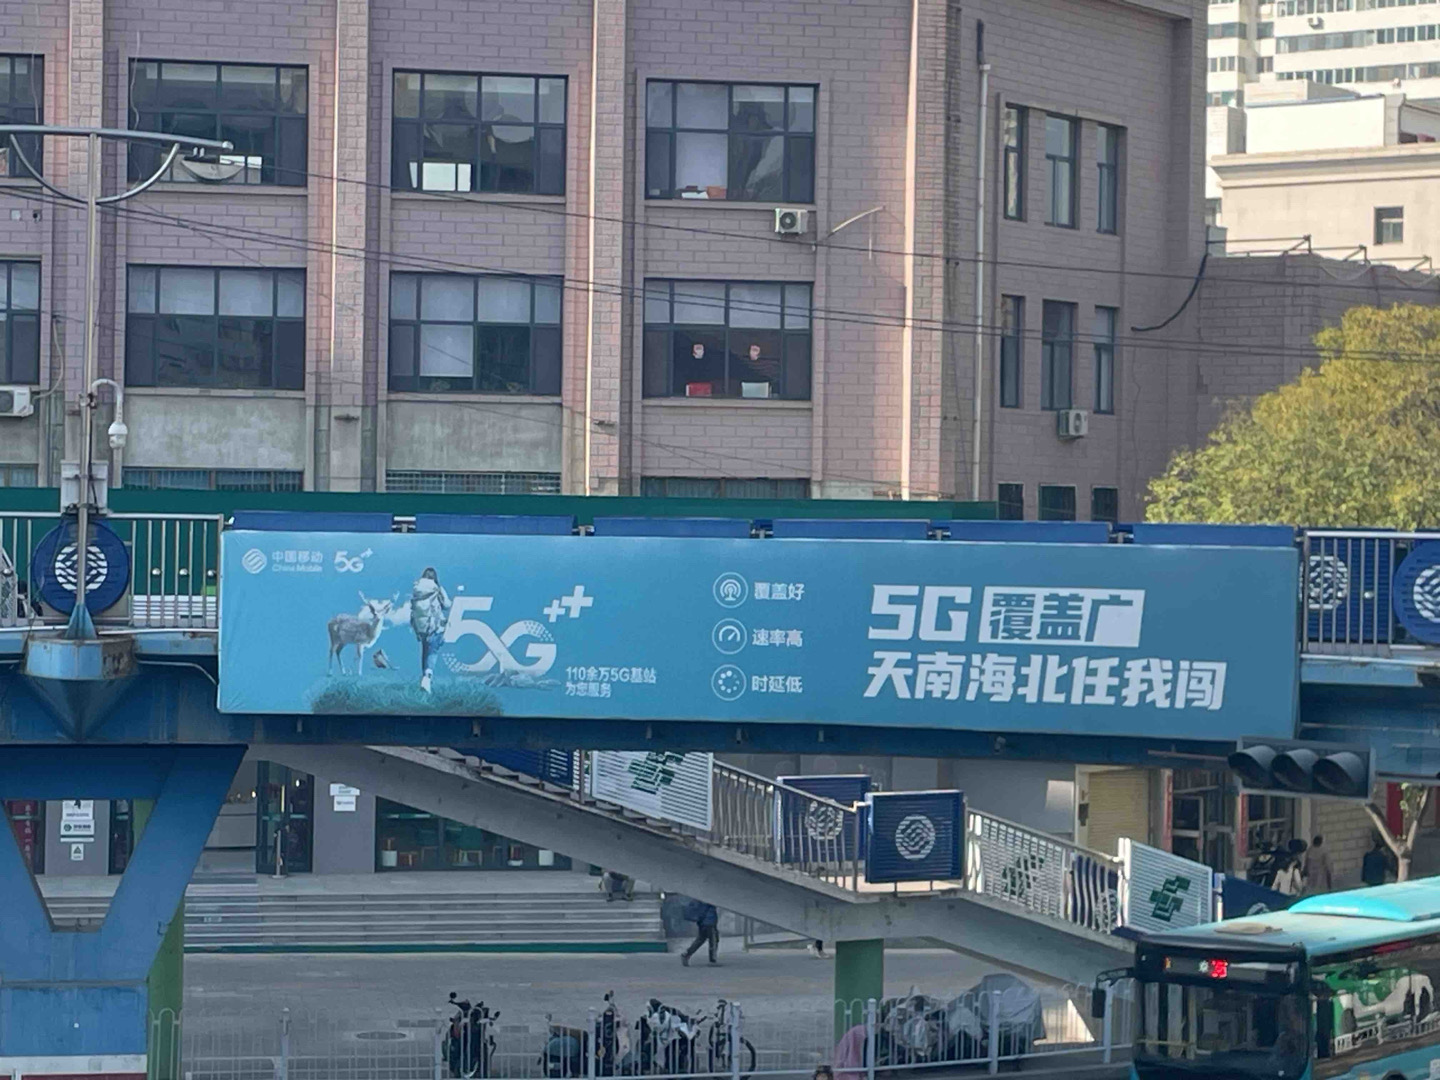 中国移动 5G++
China Mobile
5G++
110余万5G基站
为您服务
覆盖好
速率高
时延低
5G 覆盖广
天南海北任我闯